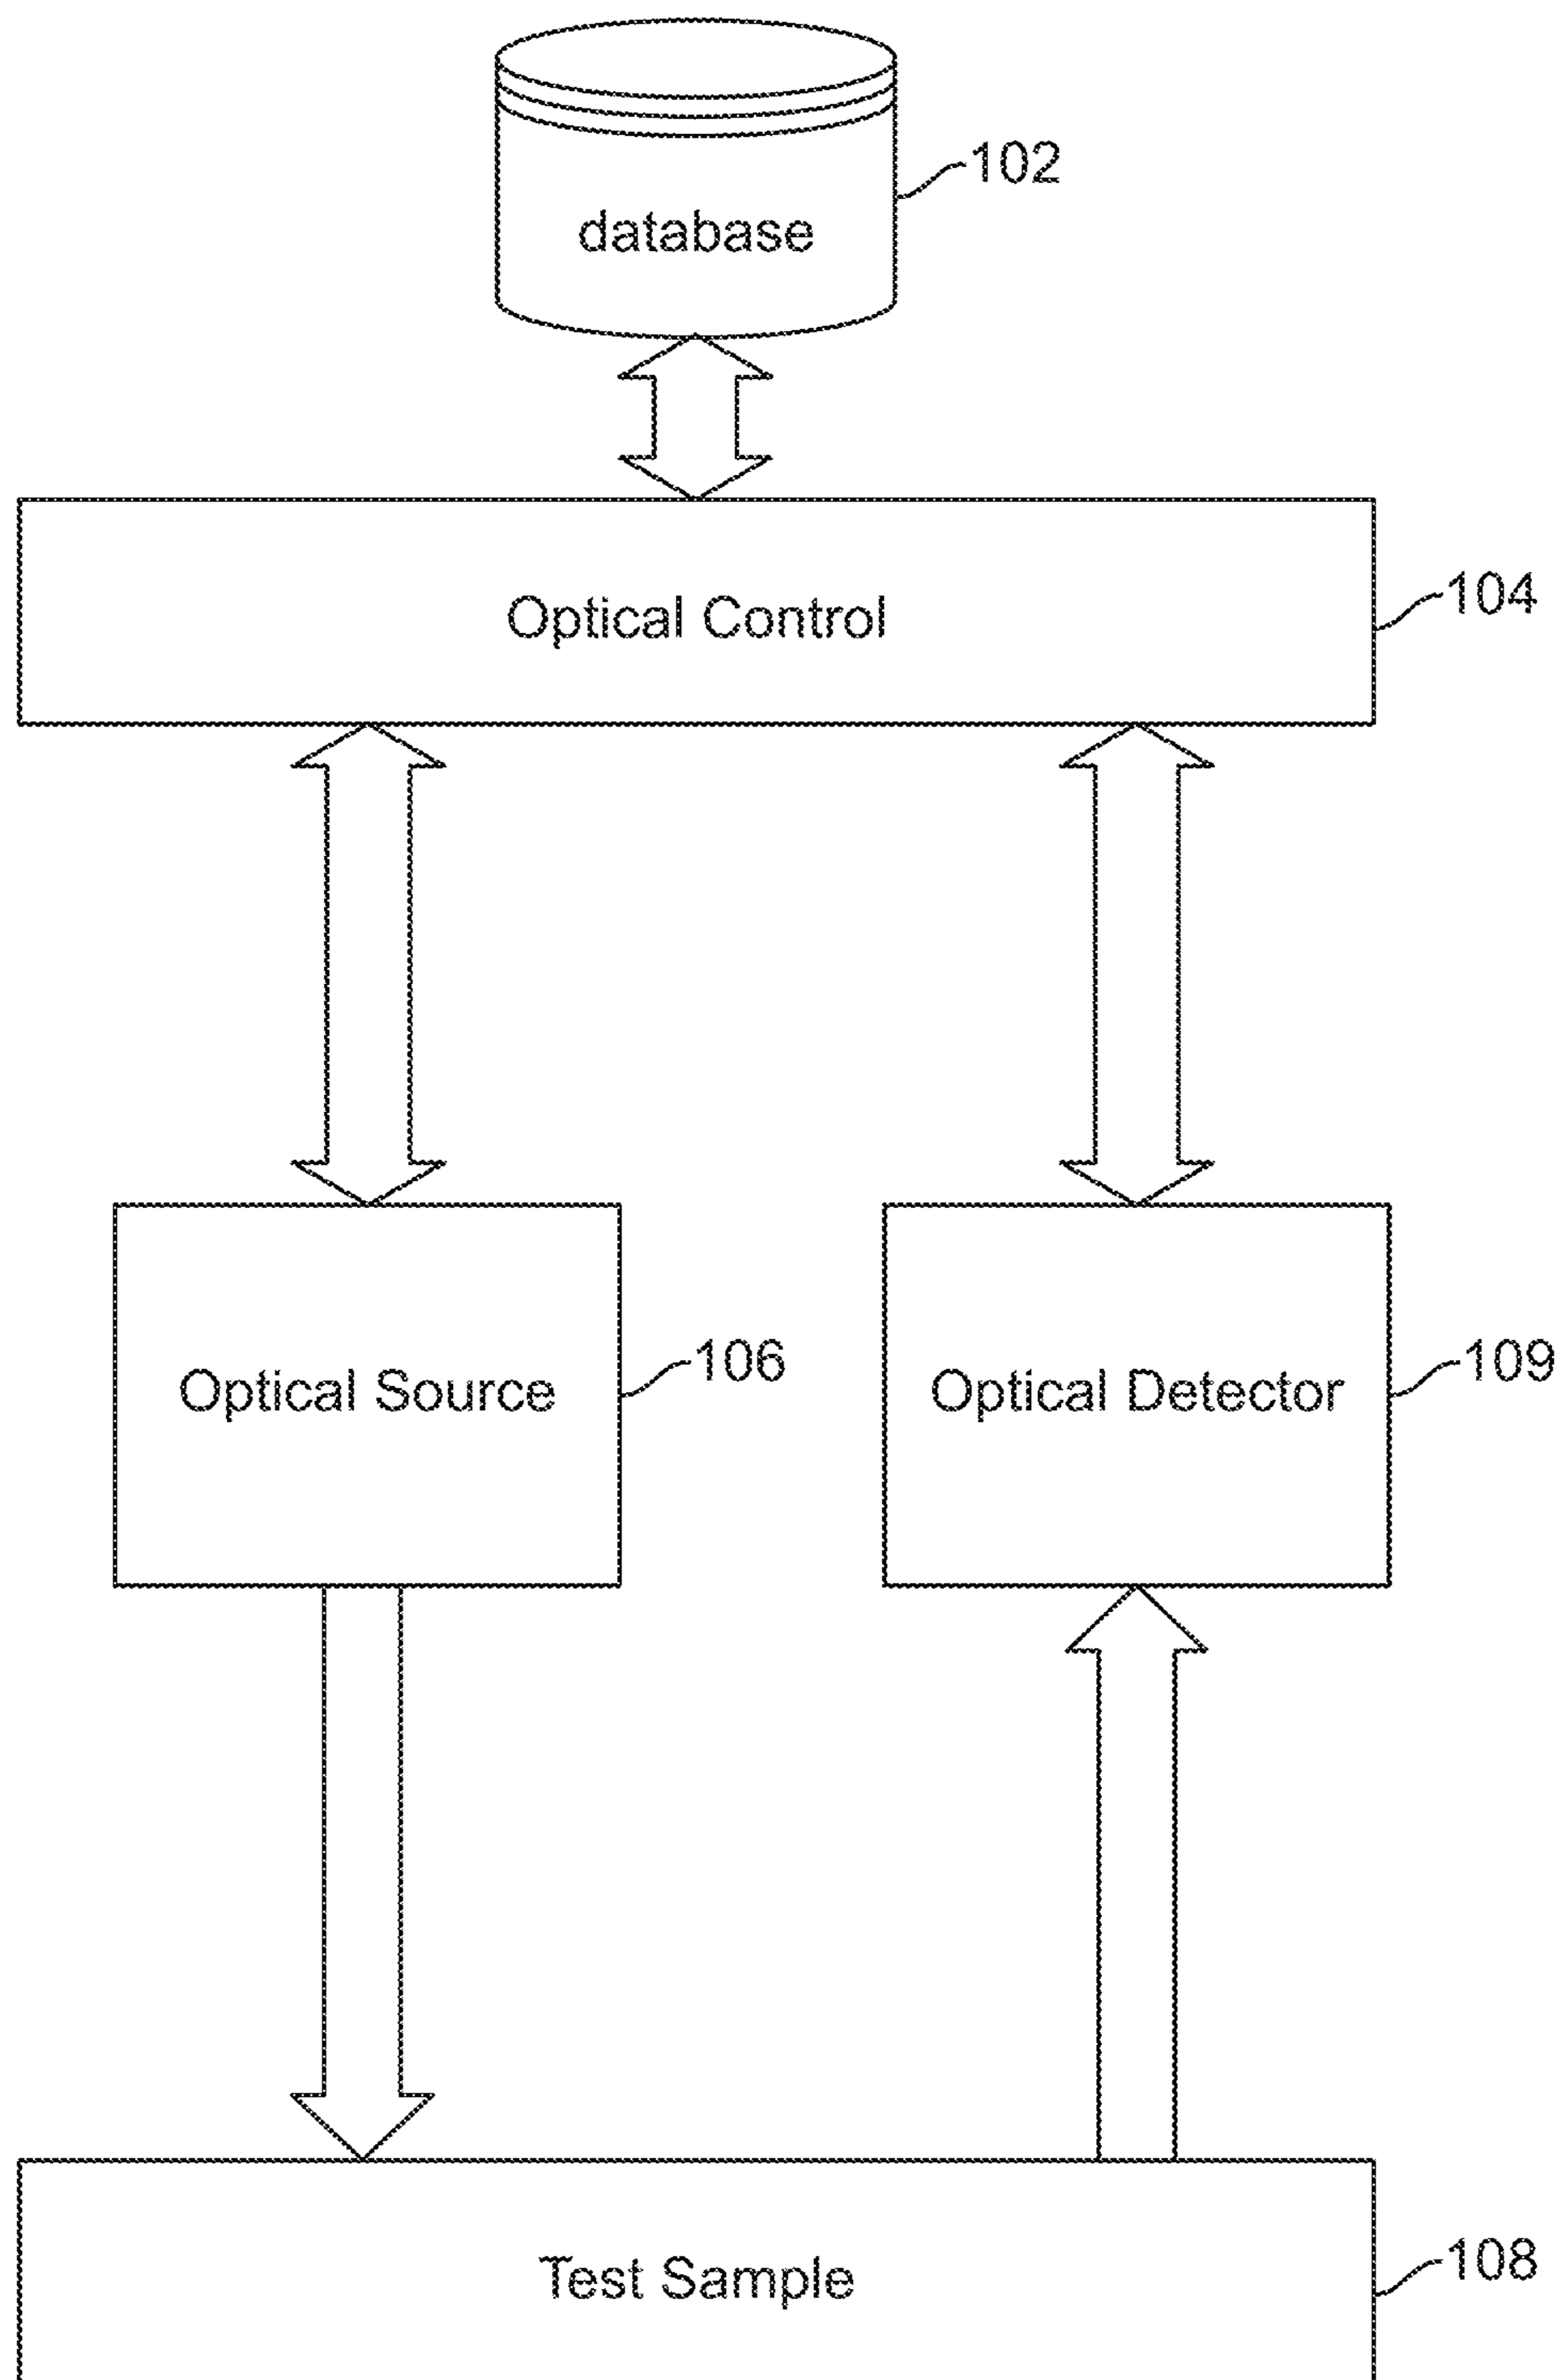 102
database
104
Optical Control
106
109
Optical Source
Optical Detector
108
Test Sample